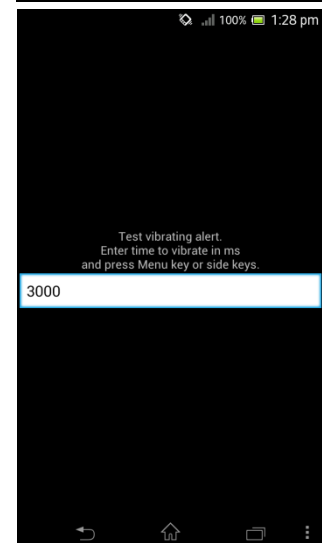 100% 1:28 pm
Test vibrating alert.
Enter time to vibrate in ms
and press Menu key or side keys.
3000